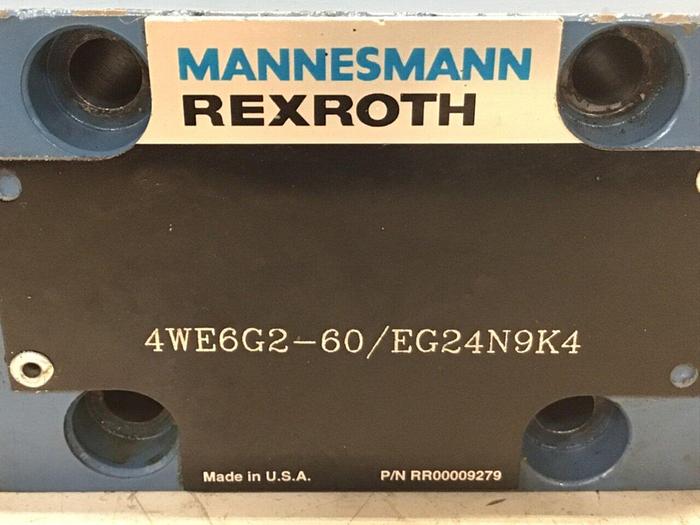 MANNESMANN
REXROTH
4WE6G2-60/EG24N9K4
Made in U.S.A. P/N RR00009279